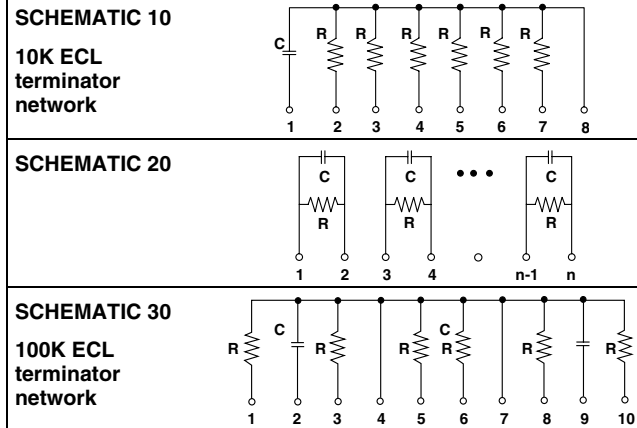 SCHEMATIC 10
10K ECL
terminator
network
C R R R R R R
1 2 3 4 5 6 7 8
SCHEMATIC 20
C C ••• C
R R R
1 2 3 4 n-1 n
SCHEMATIC 30
100K ECL
terminator
network
C C
R R R R R R
1 2 3 4 5 6 7 8 9 10